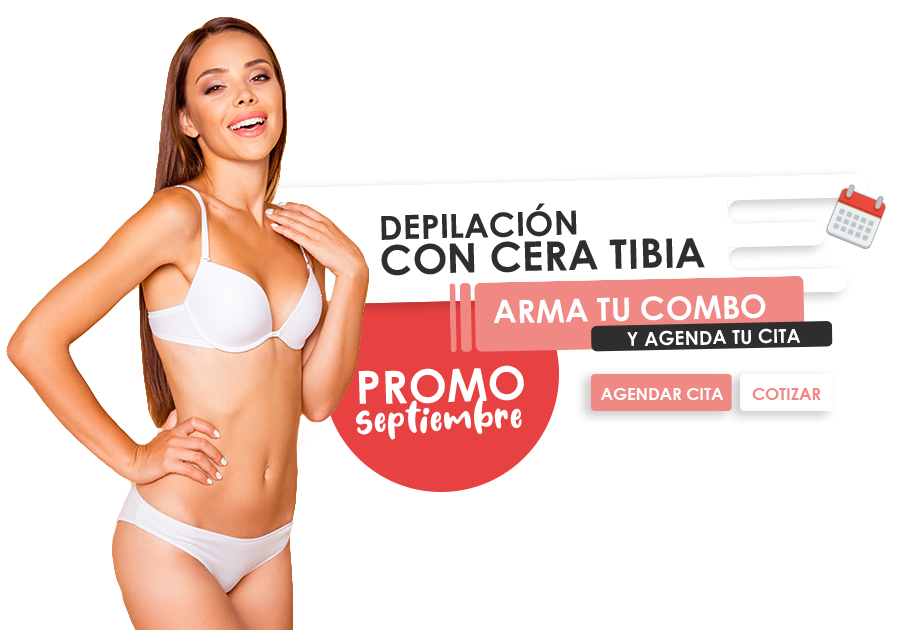 DEPILACIÓN
CON CERA TIBIA
ARMA TU COMBO
Y AGENDA TU CITA
PROMO
septiembre
AGENDAR CITA
COTIZAR